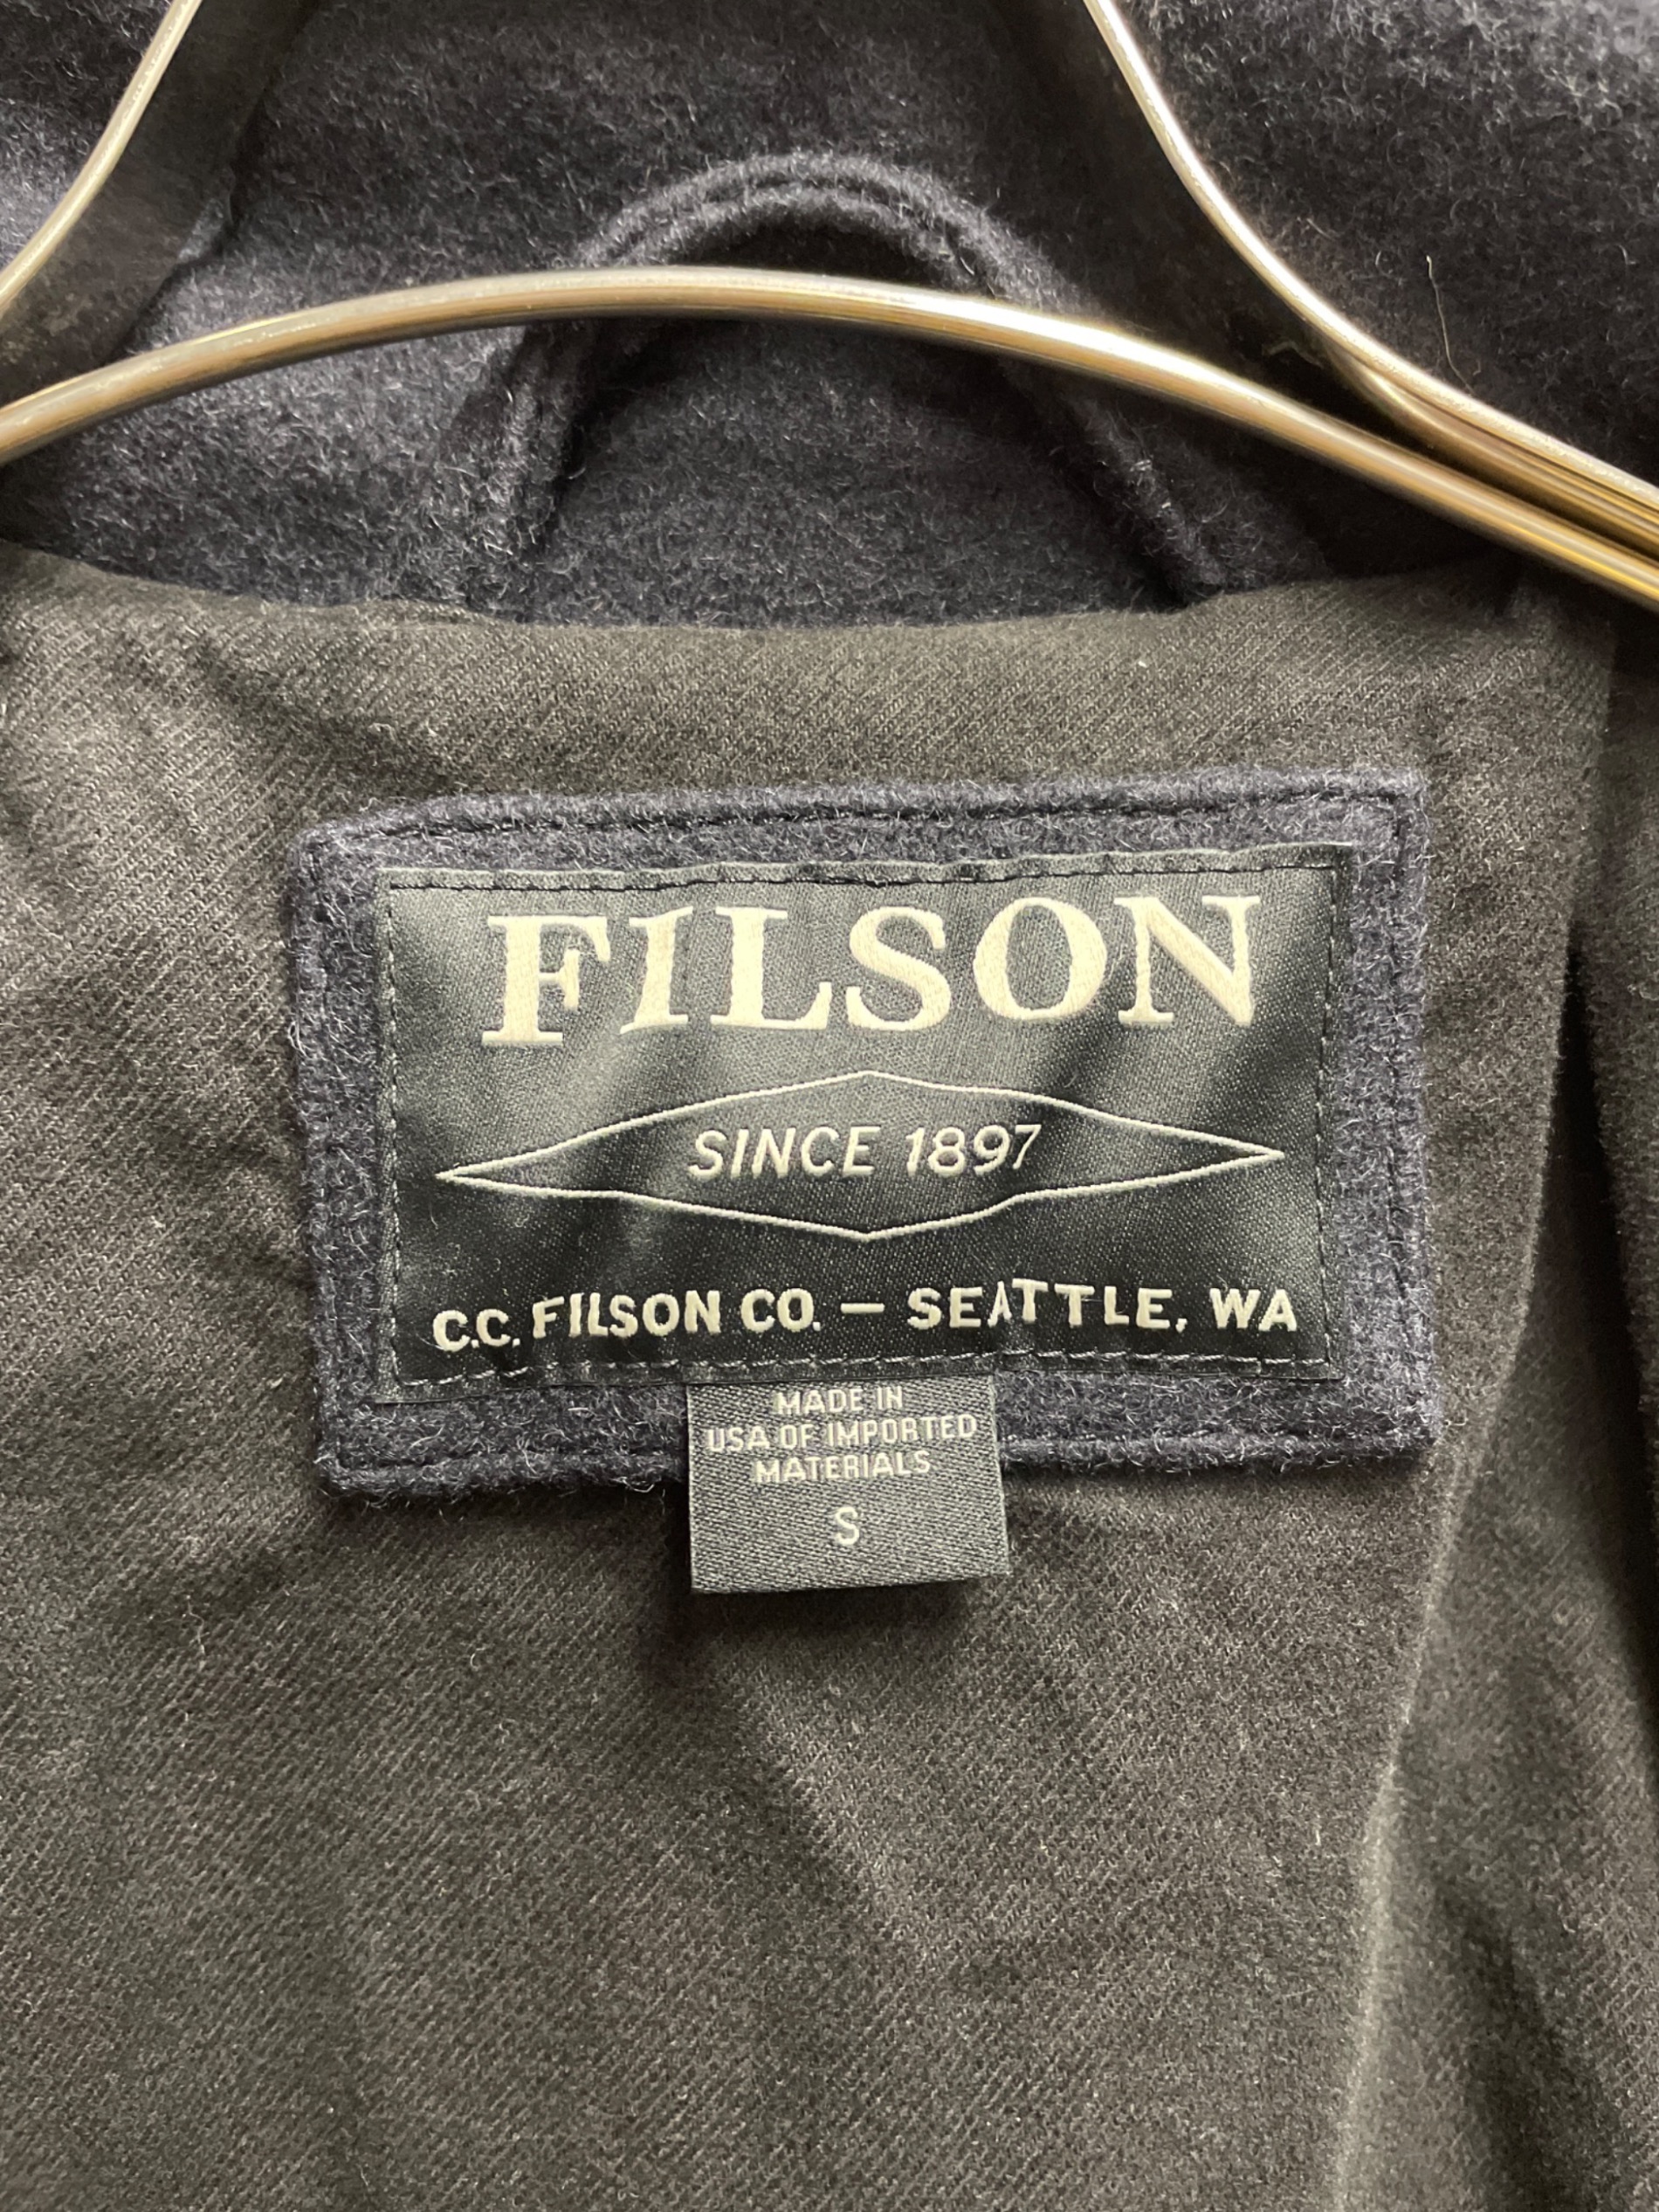 FILSON
SINCE 1897
C.C. FILSON CO. — SEATTLE, WA
MADE IN
USA OF IMPORTED
MATERIALS
S